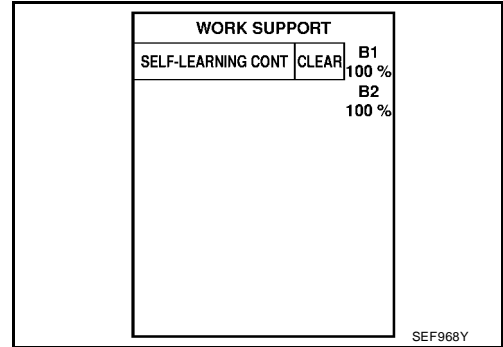 WORK SUPPORT
SELF-LEARNING CONT CLEAR B1
100 %
B2
100 %
SEF968Y